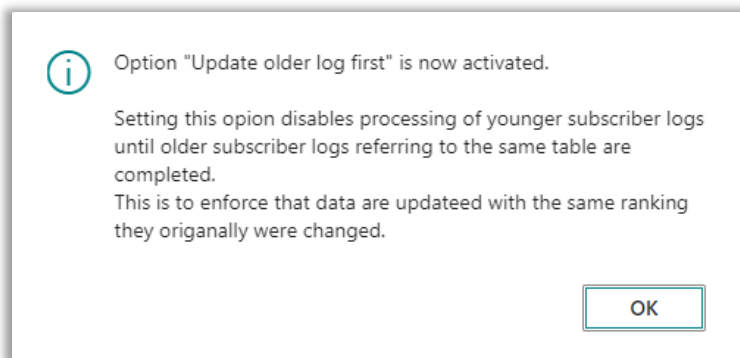 Option "Update older log first" is now activated.
Setting this opion disables processing of younger subscriber logs
until older subscriber logs referring to the same table are
completed.
This is to enforce that data are updateed with the same ranking
they origanally were changed.
OK